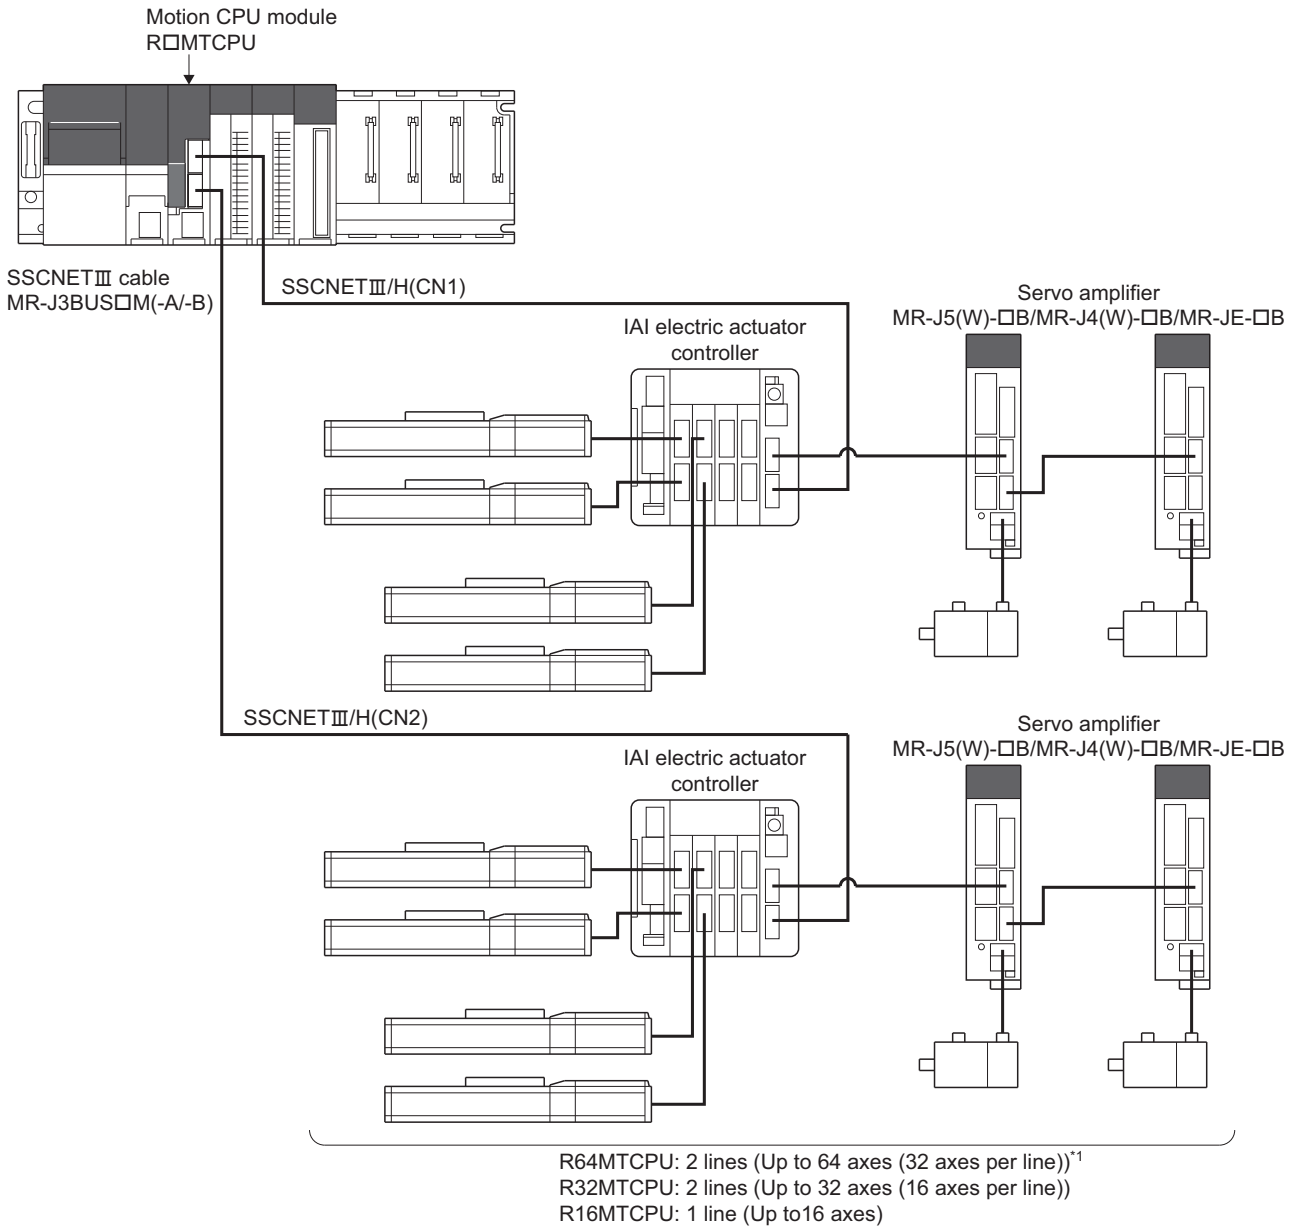 Motion CPU module
R□MTCPU
SSCNETⅢ cable
MR-J3BUS□M(-A/-B)
SSCNETⅢ/H(CN1)
IAI electric actuator
controller
Servo amplifier
MR-J5(W)-□B/MR-J4(W)-□B/MR-JE-□B
SSCNETⅢ/H(CN2)
IAI electric actuator
controller
Servo amplifier
MR-J5(W)-□B/MR-J4(W)-□B/MR-JE-□B
R64MTCPU: 2 lines (Up to 64 axes (32 axes per line))*1
R32MTCPU: 2 lines (Up to 32 axes (16 axes per line))
R16MTCPU: 1 line (Up to16 axes)